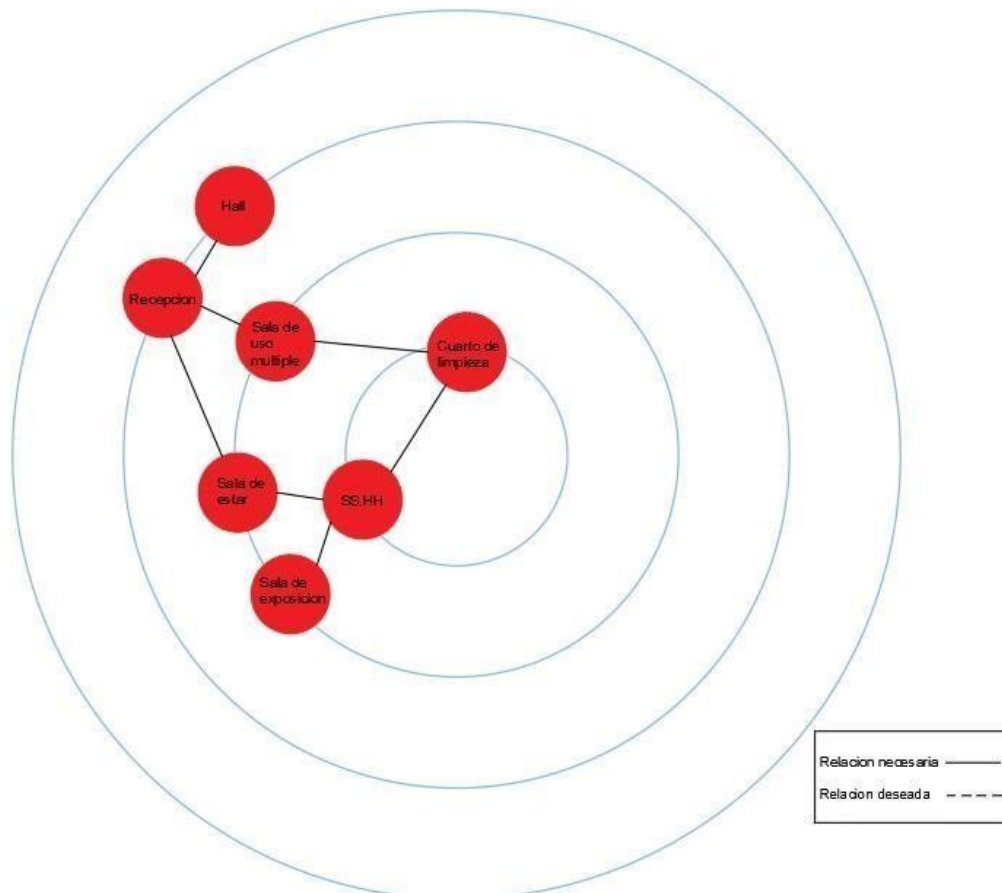 Hall
Recepcion
Sala de
uso
multiple
Cuarto de
limpieza
Sala de
estar
SS.HH
Sala de
exposicion
Relacion necesaria
Relacion deseada